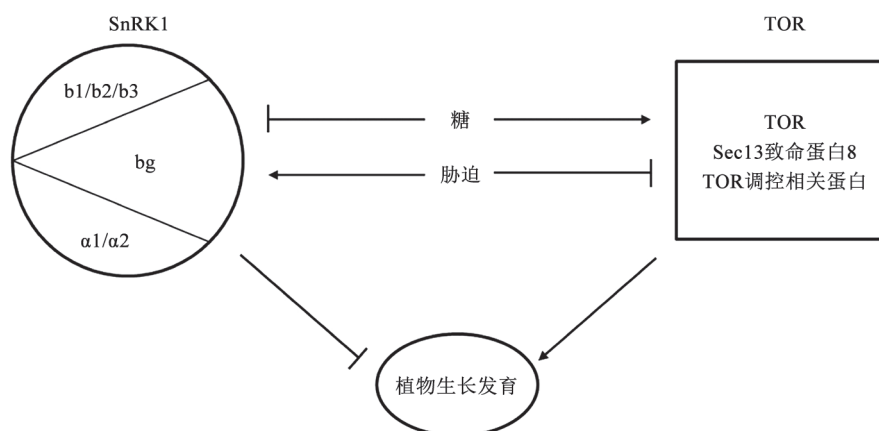 SnRK1
TOR
b1/b2/b3
bg
α1/α2
糖
胁迫
TOR
Sec13致命蛋白8
TOR调控相关蛋白
植物生长发育